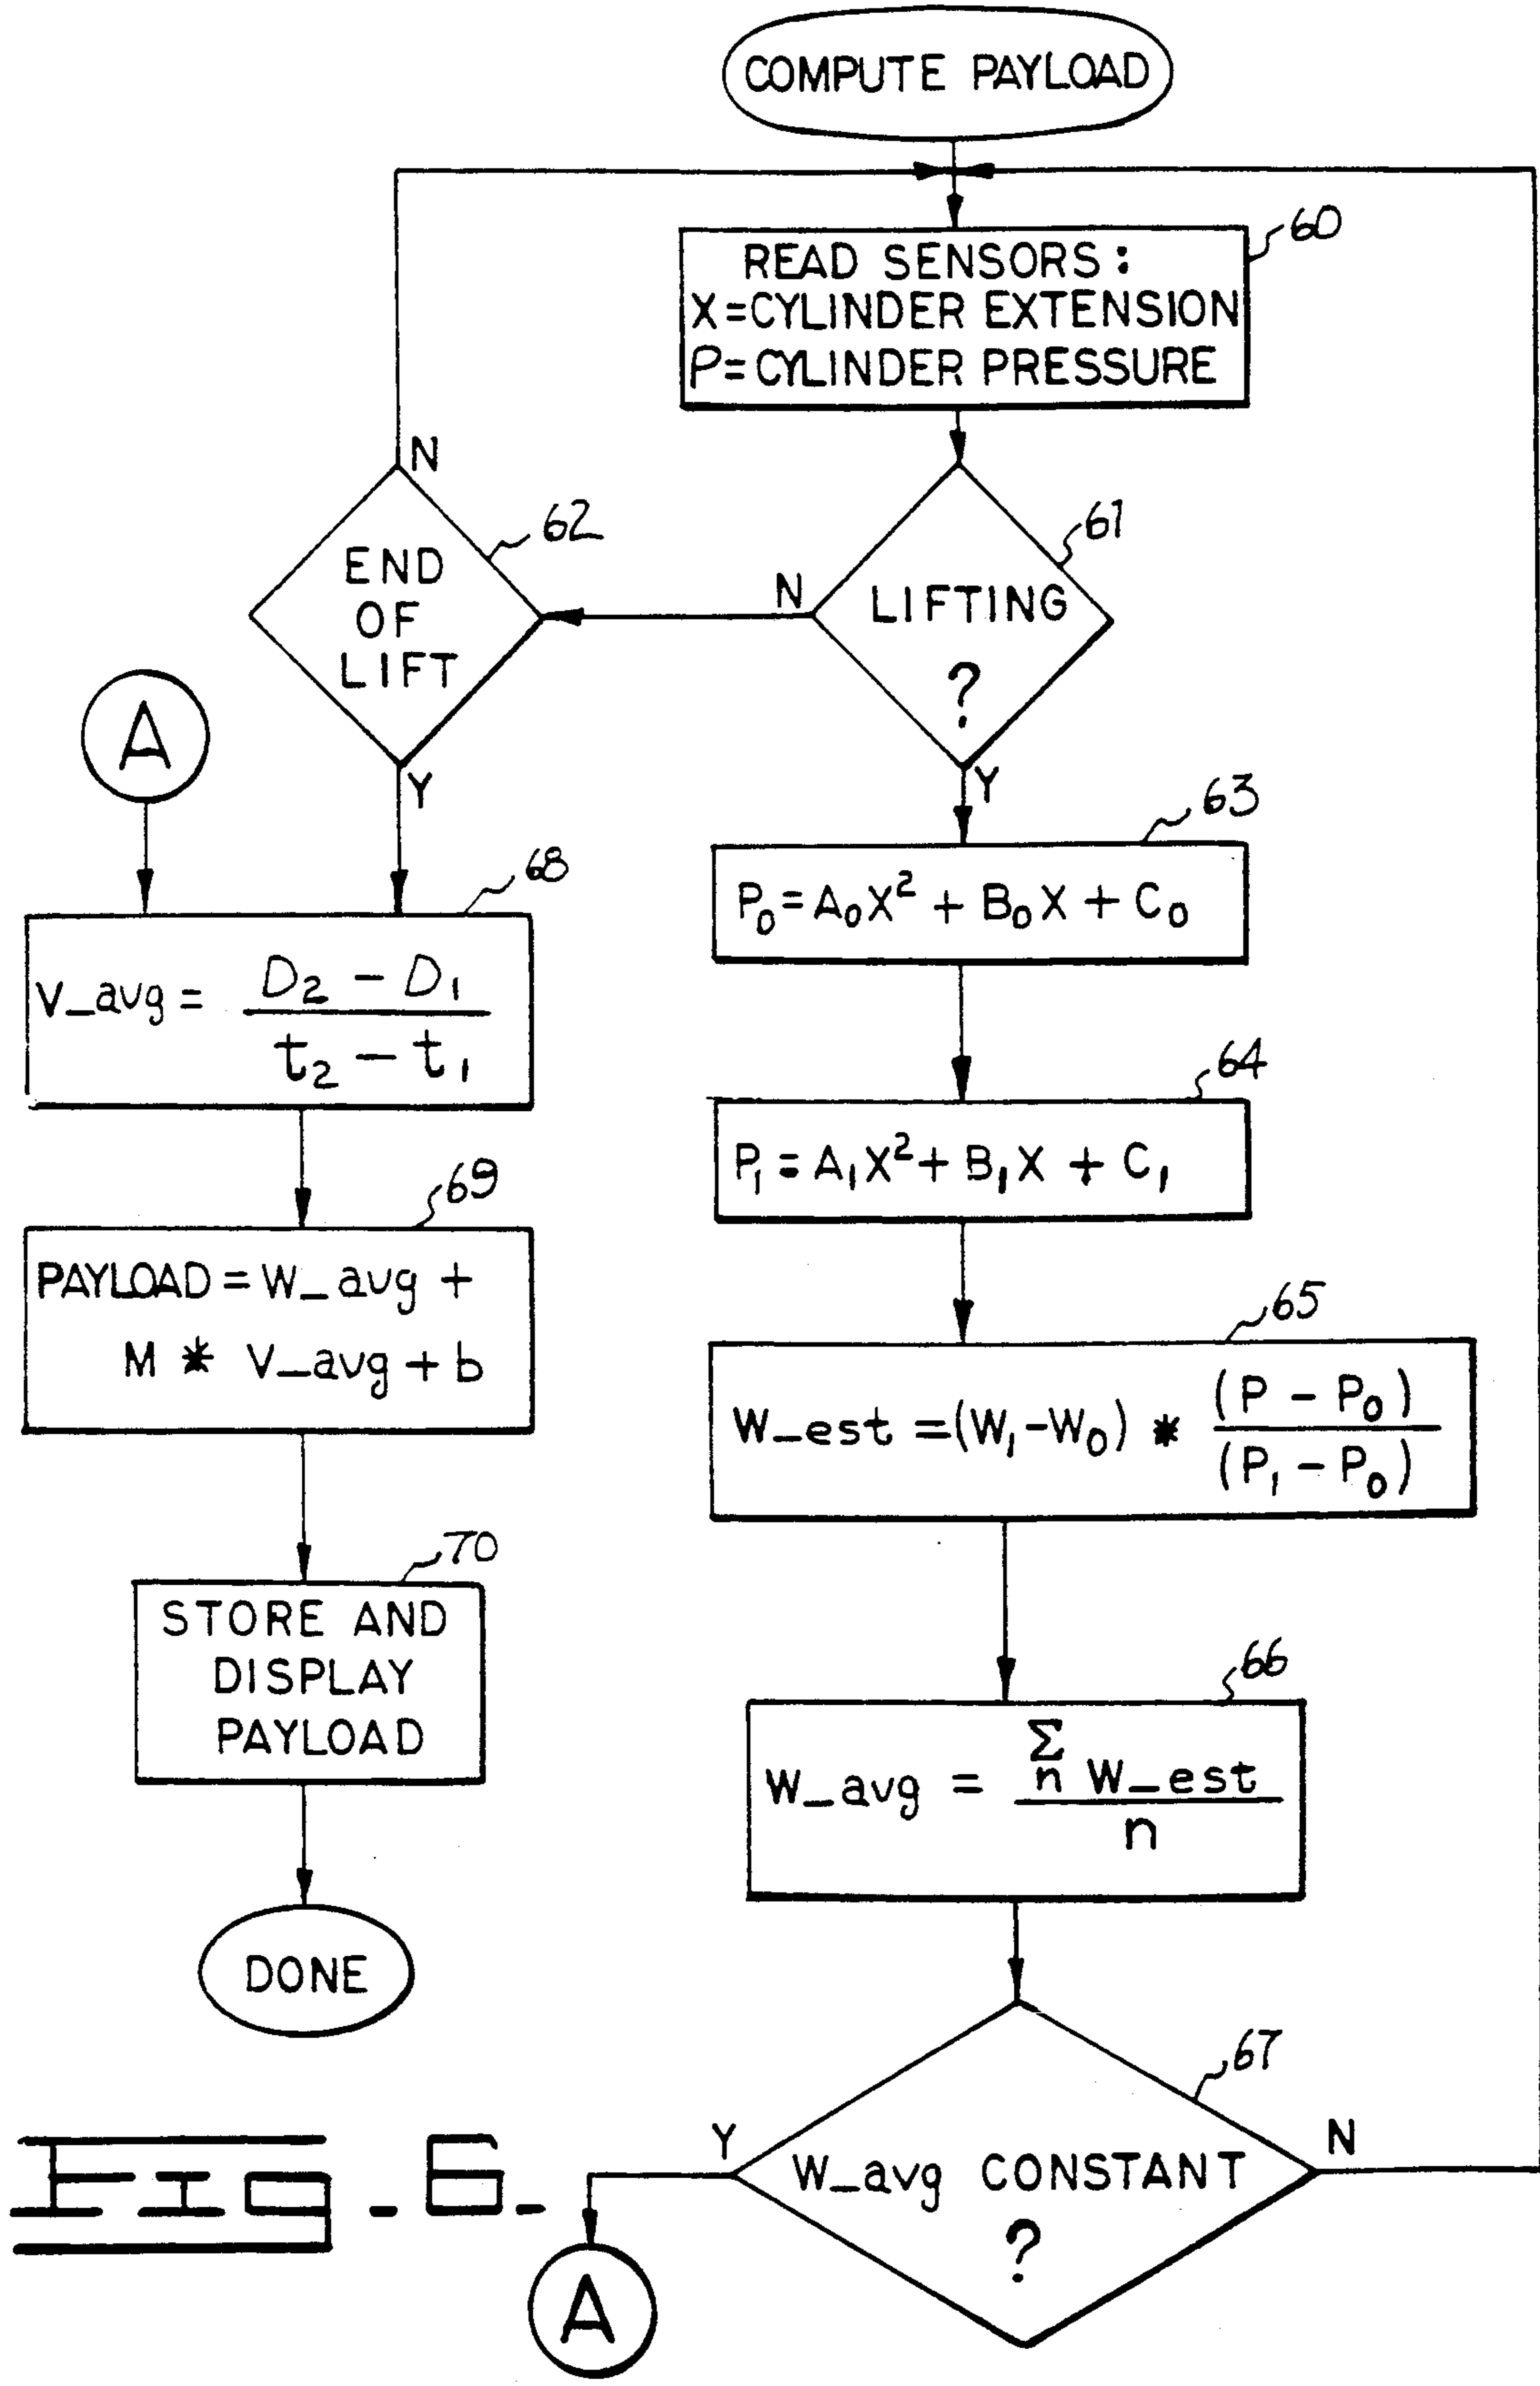 COMPUTE PAYLOAD
60
READ SENSORS:
X=CYLINDER EXTENSION
P=CYLINDER PRESSURE
N
62
END
OF
LIFT
Y
N
61
LIFTING
?
Y
A
63
P₀ = A₀X² + B₀X + C₀
68
V_avg = (D₂ - D₁) / (t₂ - t₁)
64
P₁ = A₁X² + B₁X + C₁
69
PAYLOAD = W_avg +
M * V_avg + b
65
W_est = (W₁-W₀) * (P - P₀) / (P₁ - P₀)
70
STORE AND
DISPLAY
PAYLOAD
66
W_avg = Σn W_est / n
DONE
67
Y
N
W_avg CONSTANT
?
A
Fig. 6.